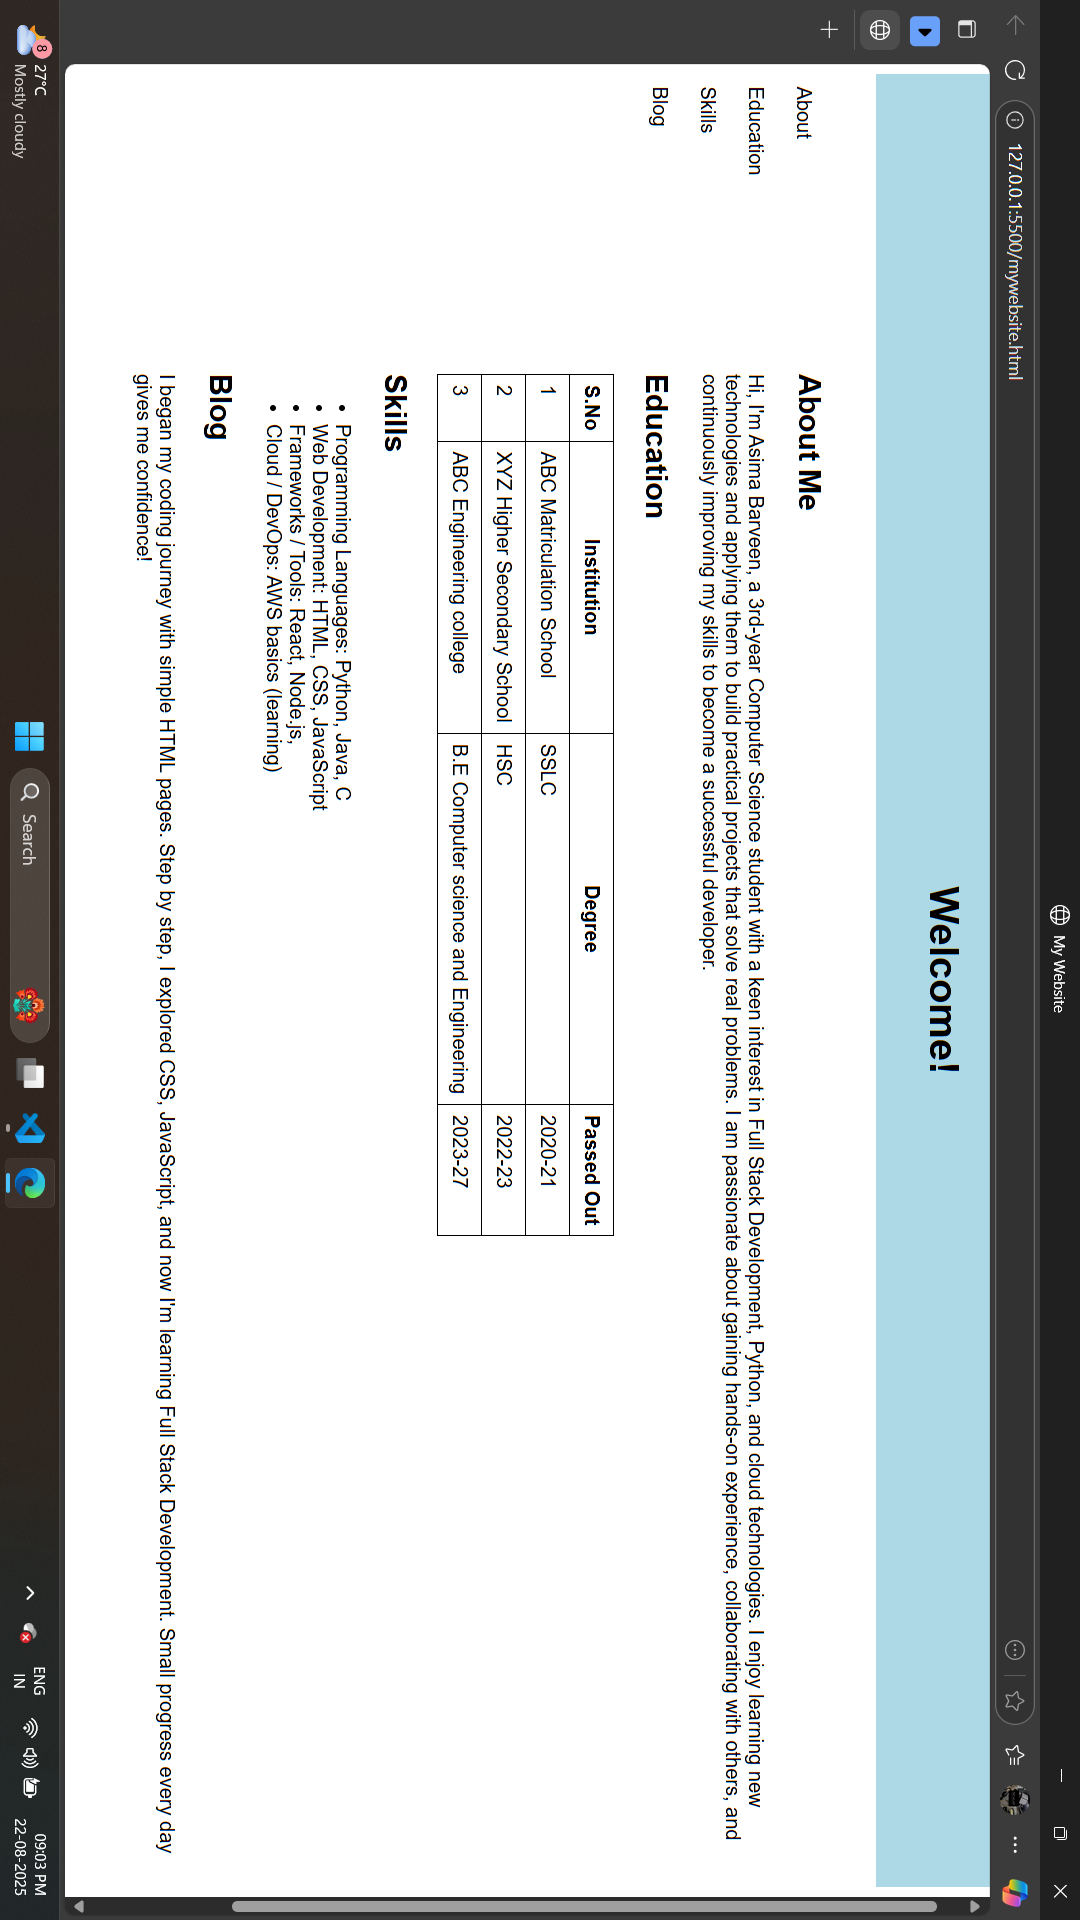 My Website
127.0.0.1:5500/mywebsite.html
Welcome!
About
Education
Skills
Blog
About Me
Hi, I'm Asima Barveen, a 3rd-year Computer Science student with a keen interest in Full Stack Development, Python, and cloud technologies. I enjoy learning new
technologies and applying them to build practical projects that solve real problems. I am passionate about gaining hands-on experience, collaborating with others, and
continuously improving my skills to become a successful developer.
Education
S.No Institution Degree Passed Out
1 ABC Matriculation School SSLC 2020-21
2 XYZ Higher Secondary School HSC 2022-23
3 ABC Engineering college B.E Computer science and Engineering 2023-27
Skills
• Programming Languages: Python, Java, C
• Web Development: HTML, CSS, JavaScript
• Frameworks / Tools: React, Node.js,
• Cloud / DevOps: AWS basics (learning)
Blog
I began my coding journey with simple HTML pages. Step by step, I explored CSS, JavaScript, and now I'm learning Full Stack Development. Small progress every day
gives me confidence!
8
27°C
Mostly cloudy
Search
ENG
IN
09:03 PM
22-08-2025